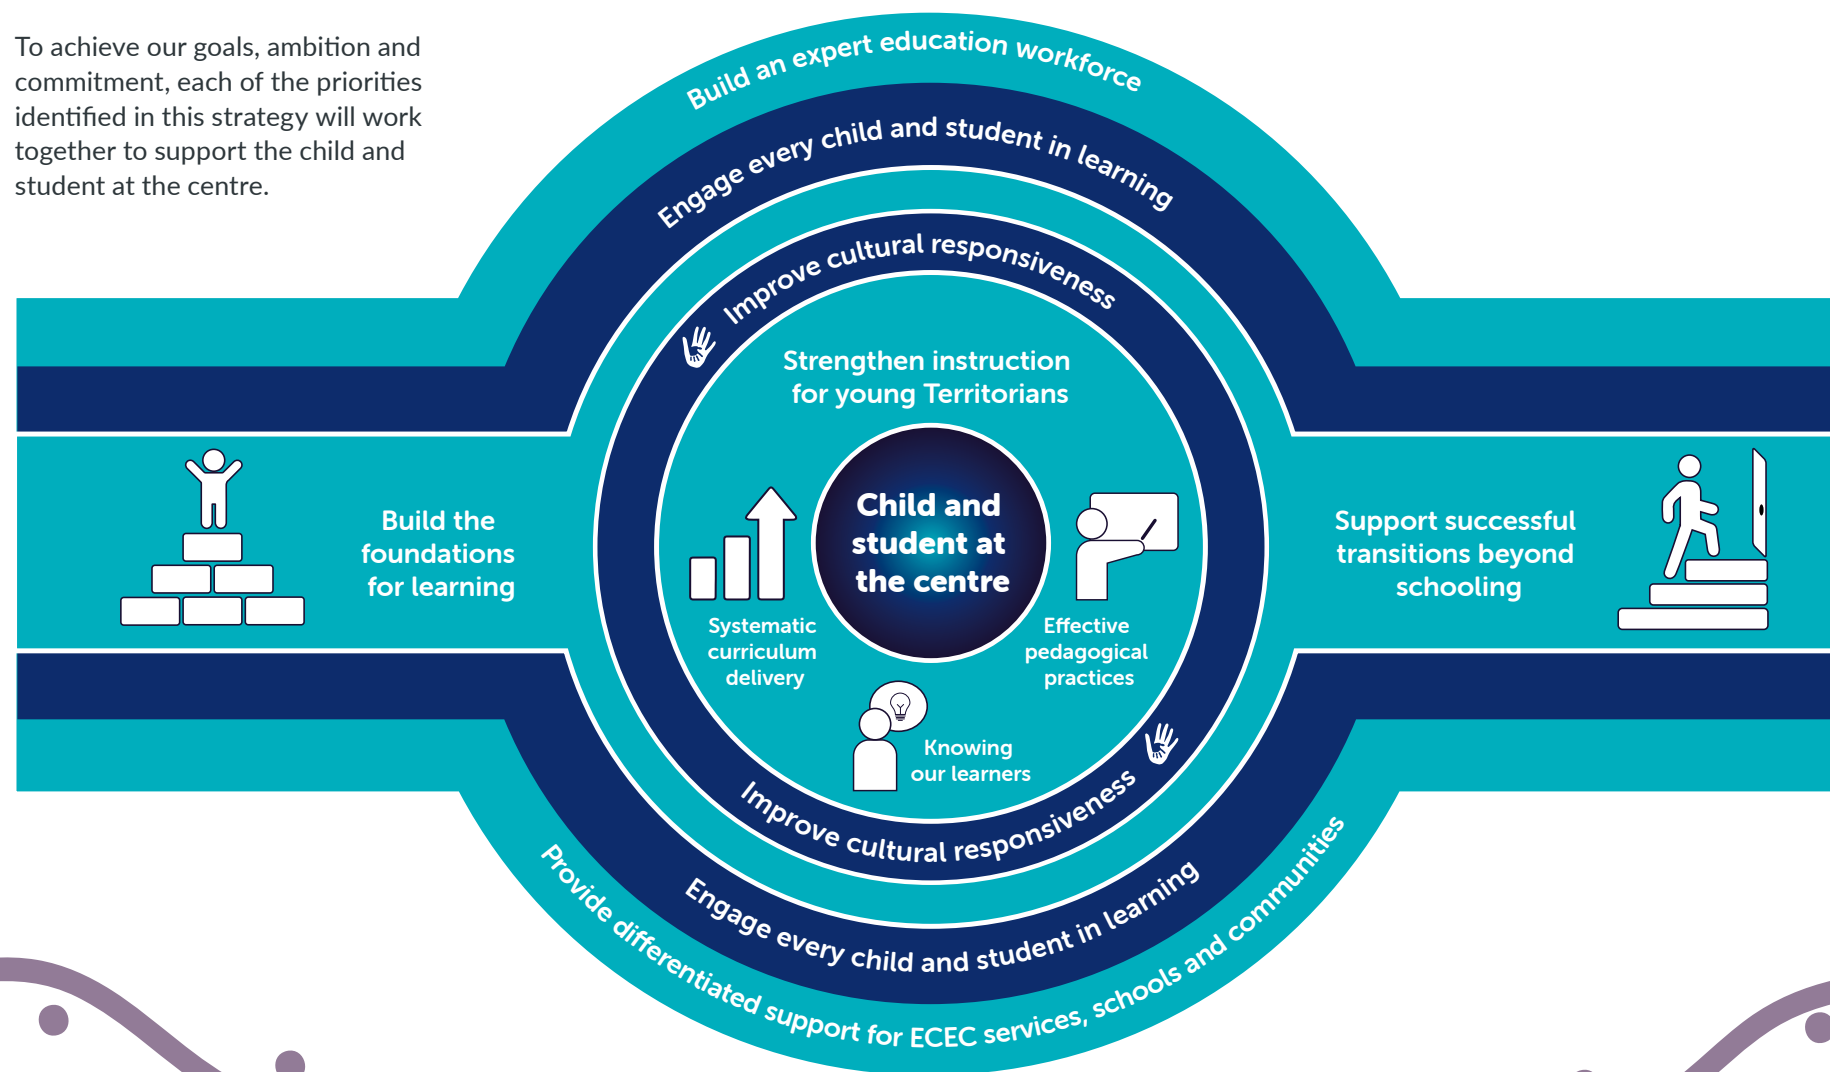 To achieve our goals, ambition and
commitment, each of the priorities
identified in this strategy will work
together to support the child and
student at the centre.
Build an expert education workforce
Engage every child and student in learning
Improve cultural responsiveness
Strengthen instruction
for young Territorians
Build the
foundations
for learning
Child and
student at
the centre
Support successful
transitions beyond
schooling
Systematic
curriculum
delivery
Effective
pedagogical
practices
Knowing
our learners
Improve cultural responsiveness
Engage every child and student in learning
Provide differentiated support for ECEC services, schools and communities